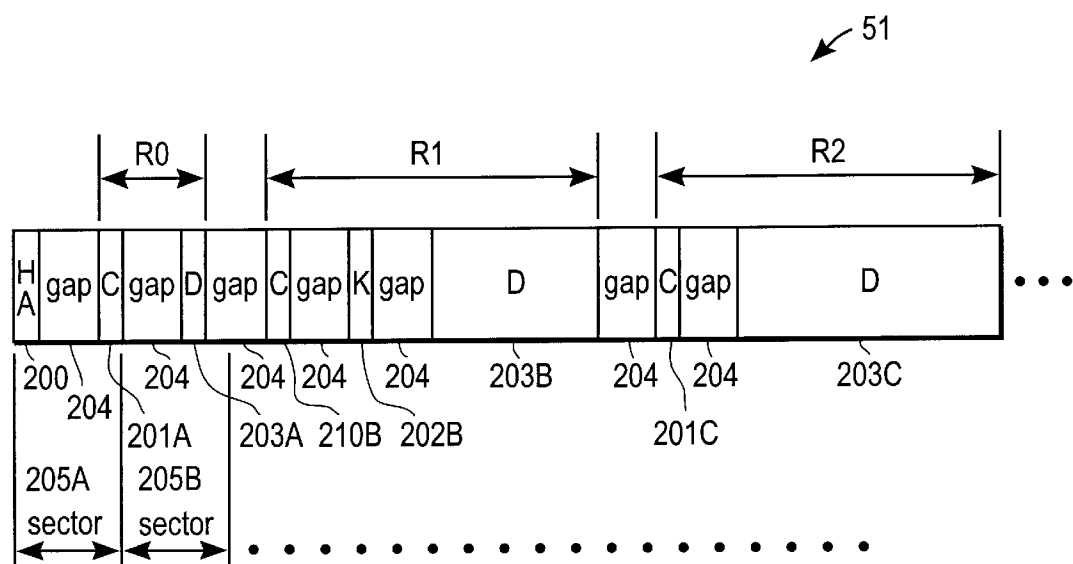 51
R0 R1 R2
HA gap C gap D gap C gap K gap D gap C gap D
200 204 204 204 204 203B 204 204 203C
204 201A 203A 210B 202B 201C
205A 205B
sector sector